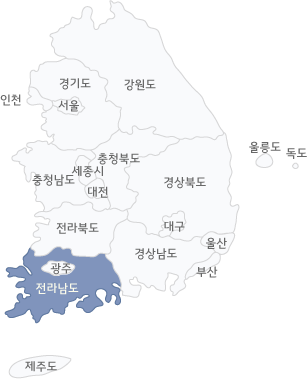 경기도
강원도
인천
서울
울릉도
독도
충청북도
세종시
충청남도
대전
경상북도
전라북도
대구
울산
경상남도
광주
부산
전라남도
제주도